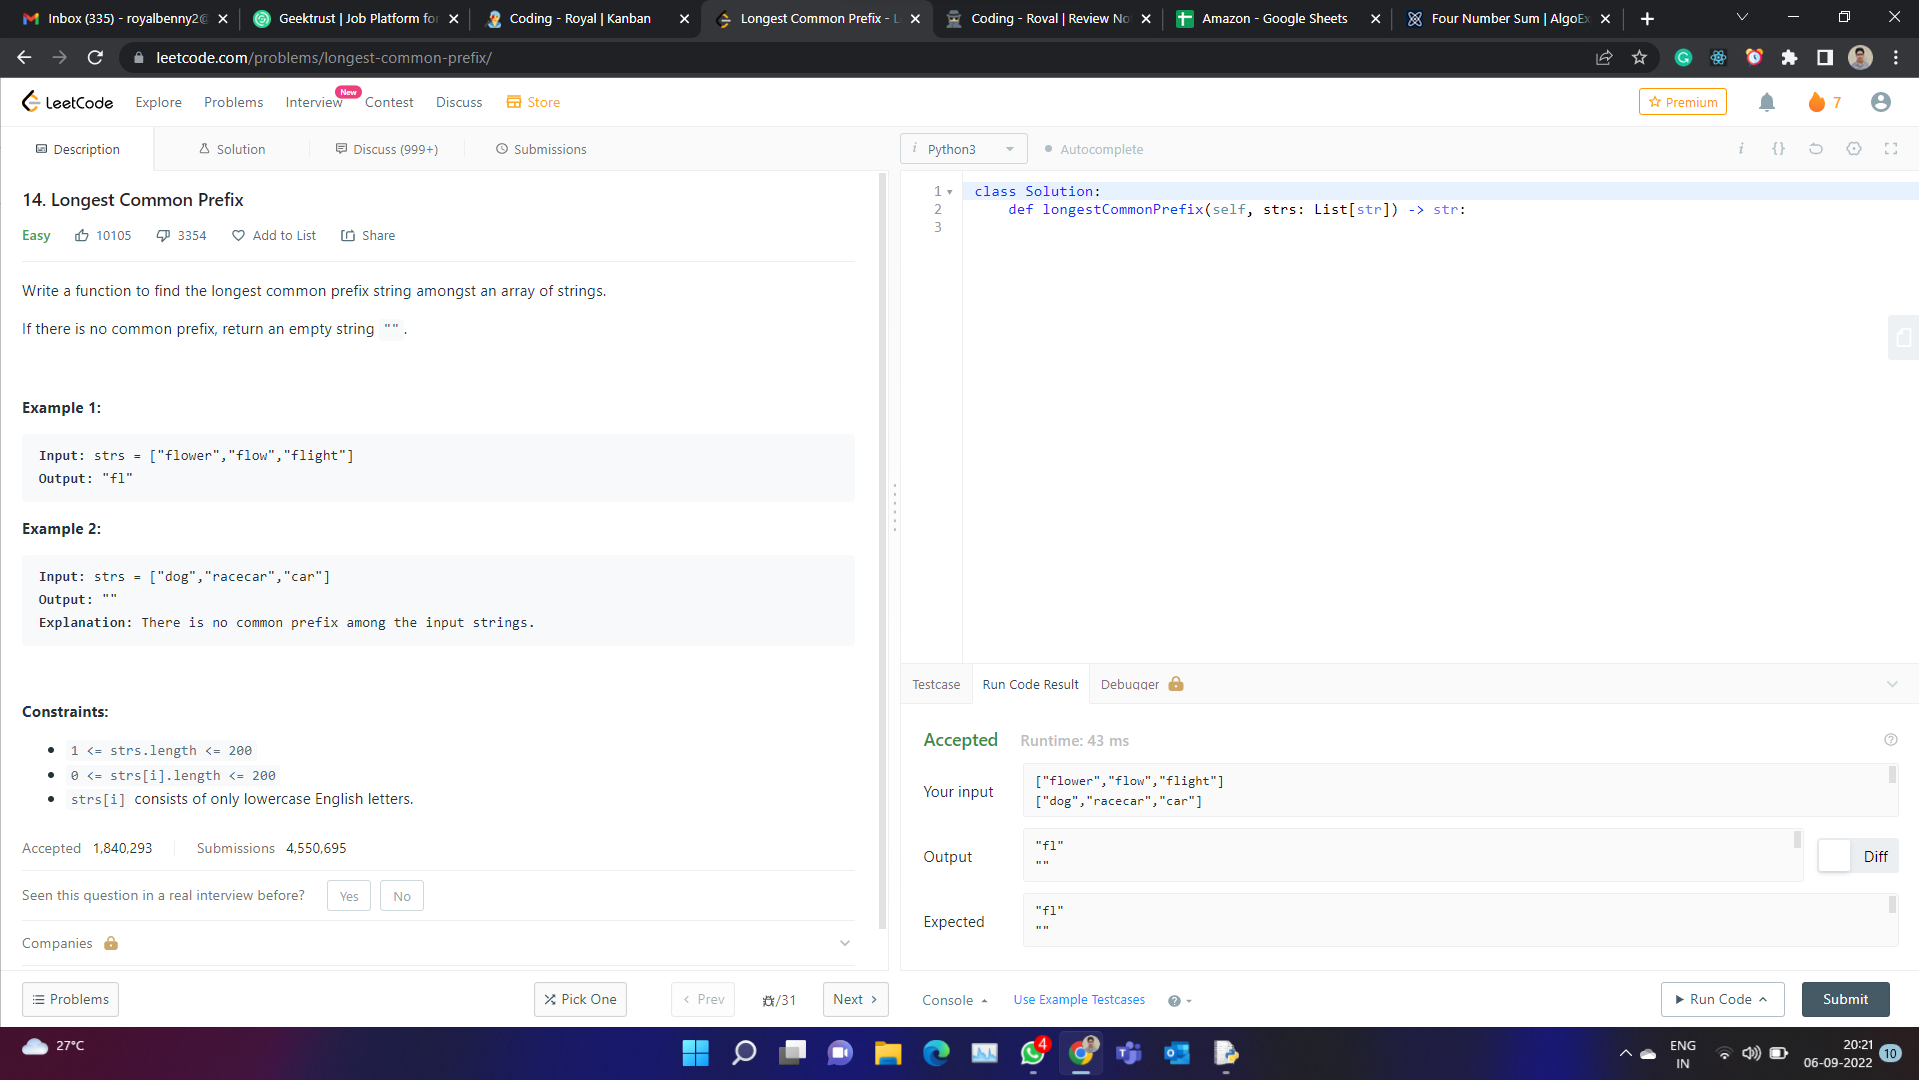 Inbox (335) - royalbenny2@
Geektrust | Job Platform for
Coding - Royal | Kanban
Longest Common Prefix - L
Coding - Royal | Review No
Amazon - Google Sheets
Four Number Sum | AlgoEx
leetcode.com/problems/longest-common-prefix/
LeetCode
Explore
Problems
Interview
New
Contest
Discuss
Store
Premium
7
Description
Solution
Discuss (999+)
Submissions
i Python3
Autocomplete
i {}
14. Longest Common Prefix
Easy
10105
3354
Add to List
Share
Write a function to find the longest common prefix string amongst an array of strings.
If there is no common prefix, return an empty string "".
Example 1:
Input: strs = ["flower","flow","flight"]
Output: "fl"
Example 2:
Input: strs = ["dog","racecar","car"]
Output: ""
Explanation: There is no common prefix among the input strings.
Constraints:
1 <= strs.length <= 200
0 <= strs[i].length <= 200
strs[i] consists of only lowercase English letters.
Accepted 1,840,293
Submissions 4,550,695
Seen this question in a real interview before?
Yes
No
Companies
Problems
Pick One
Prev
/31
Next
1 class Solution:
2 def longestCommonPrefix(self, strs: List[str]) -> str:
3
Testcase
Run Code Result
Debugger
Accepted
Runtime: 43 ms
Your input
["flower","flow","flight"]
["dog","racecar","car"]
Output
"fl"
""
Diff
Expected
"fl"
""
Console
Use Example Testcases
Run Code
Submit
27°C
4
ENG
IN
20:21
06-09-2022
10